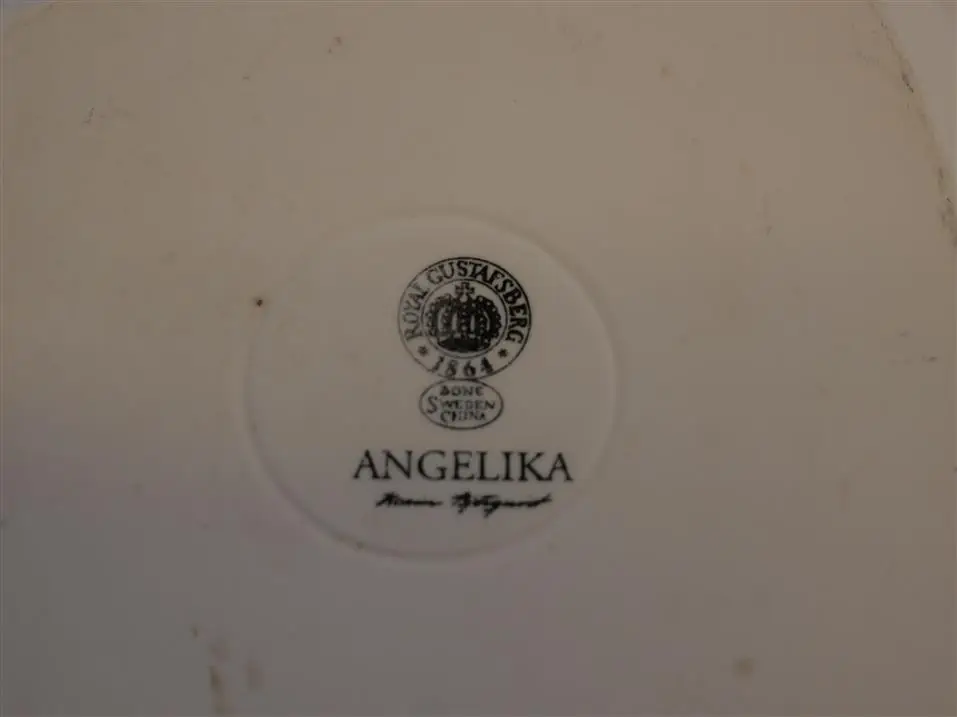 ROYAL GUSTAFSBERG
* 1864 *
BONE
SWEDEN
CHINA
ANGELIKA